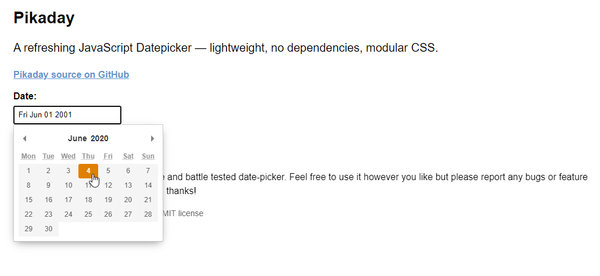 Pikaday
A refreshing JavaScript Datepicker — lightweight, no dependencies, modular CSS.
Pikaday source on GitHub
Date:
Fri Jun 01 2001
June 2020
Mon Tue Wed Thu Fri Sat Sun
1 2 3 4 5 6 7
8 9 10 11 12 13 14
15 16 17 18 19 20 21
22 23 24 25 26 27 28
29 30
and battle tested date-picker. Feel free to use it however you like but please report any bugs or feature
thanks!
MIT license